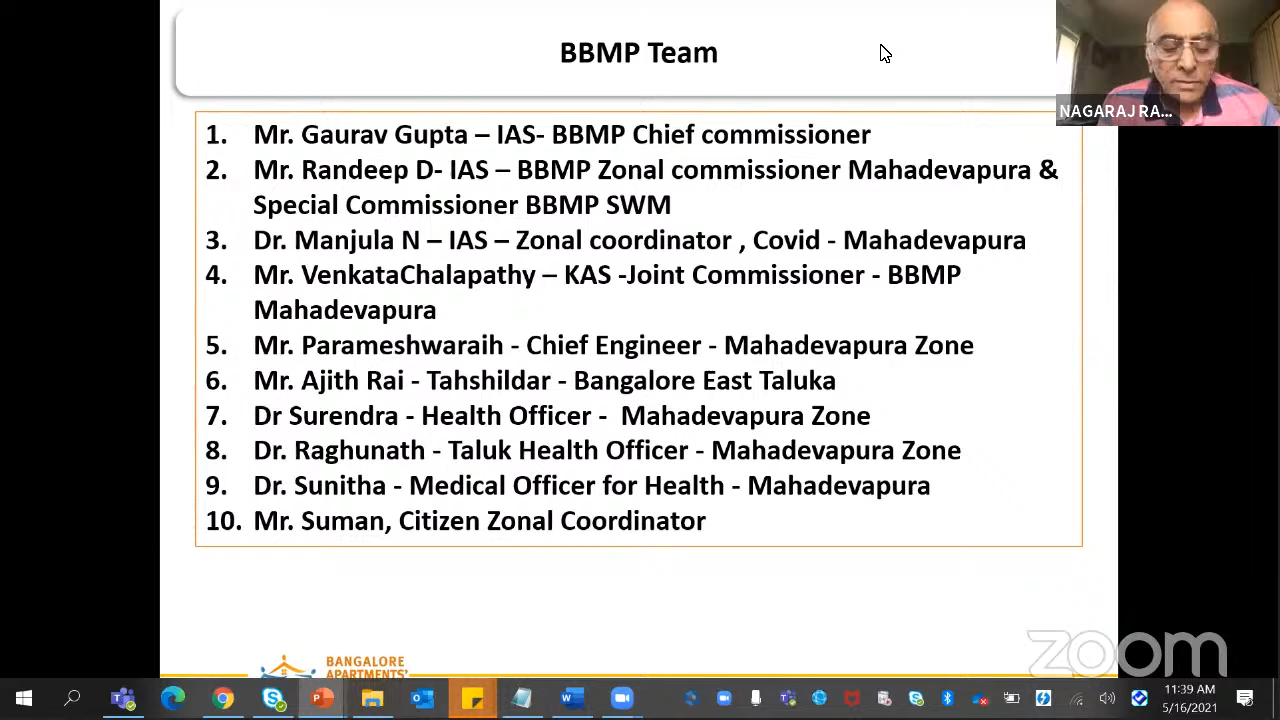 BBMP Team
NAGARAJ RA...
1. Mr. Gaurav Gupta – IAS- BBMP Chief commissioner
2. Mr. Randeep D- IAS – BBMP Zonal commissioner Mahadevapura &
Special Commissioner BBMP SWM
3. Dr. Manjula N – IAS – Zonal coordinator , Covid - Mahadevapura
4. Mr. VenkataChalapathy – KAS -Joint Commissioner - BBMP
Mahadevapura
5. Mr. Parameshwaraih - Chief Engineer - Mahadevapura Zone
6. Mr. Ajith Rai - Tahshildar - Bangalore East Taluka
7. Dr Surendra - Health Officer -  Mahadevapura Zone
8. Dr. Raghunath - Taluk Health Officer - Mahadevapura Zone
9. Dr. Sunitha - Medical Officer for Health - Mahadevapura
10. Mr. Suman, Citizen Zonal Coordinator
zoom
BANGALORE
APARTMENTS'
11:39 AM
5/16/2021